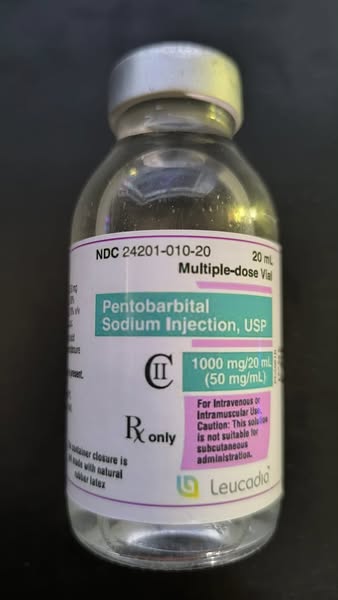 NDC 24201-010-20
20 mL
Multiple-dose Vial
Pentobarbital
Sodium Injection, USP
CII
1000 mg/20 mL
(50 mg/mL)
Rx only
For Intravenous or
Intramuscular Use.
Caution: This solution
is not suitable for
subcutaneous
administration.
container closure is
made with natural
rubber latex
Leucadia